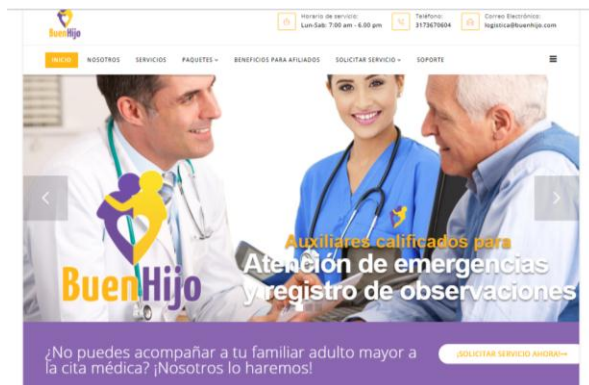 BuenHijo
Horario de servicio:
Lun-Sab: 7:00 am - 6.00 pm
Teléfono:
3173670604
Correo Electrónico:
logistica@buenhijo.com
INICIO NOSOTROS SERVICIOS PAQUETES BENEFICIOS PARA AFILIADOS SOLICITAR SERVICIO SOPORTE
BuenHijo
Auxiliares calificados para
Atención de emergencias
y registro de observaciones
¿No puedes acompañar a tu familiar adulto mayor a
la cita médica? ¡Nosotros lo haremos!
¡SOLICITAR SERVICIO AHORA!